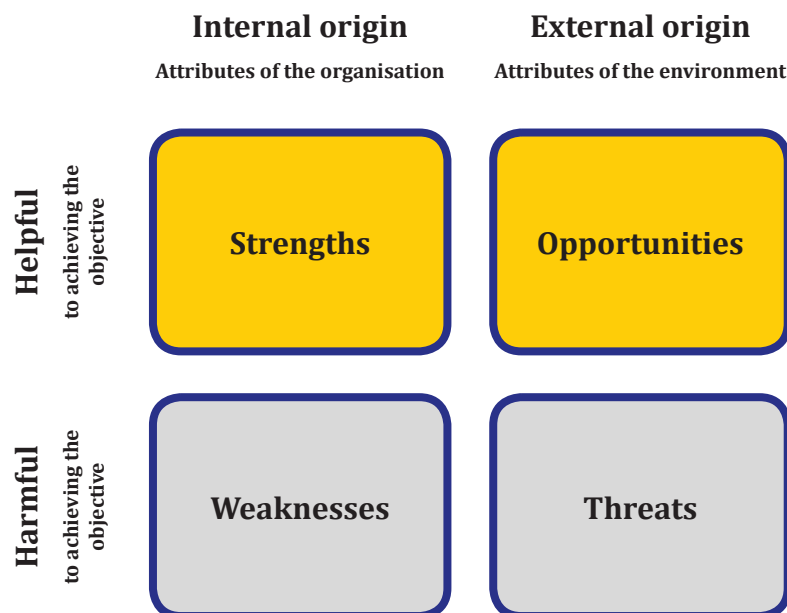 Internal origin
External origin
Attributes of the organisation
Attributes of the environment
Helpful
to achieving the
objective
Strengths
Opportunities
Harmful
to achieving the
objective
Weaknesses
Threats